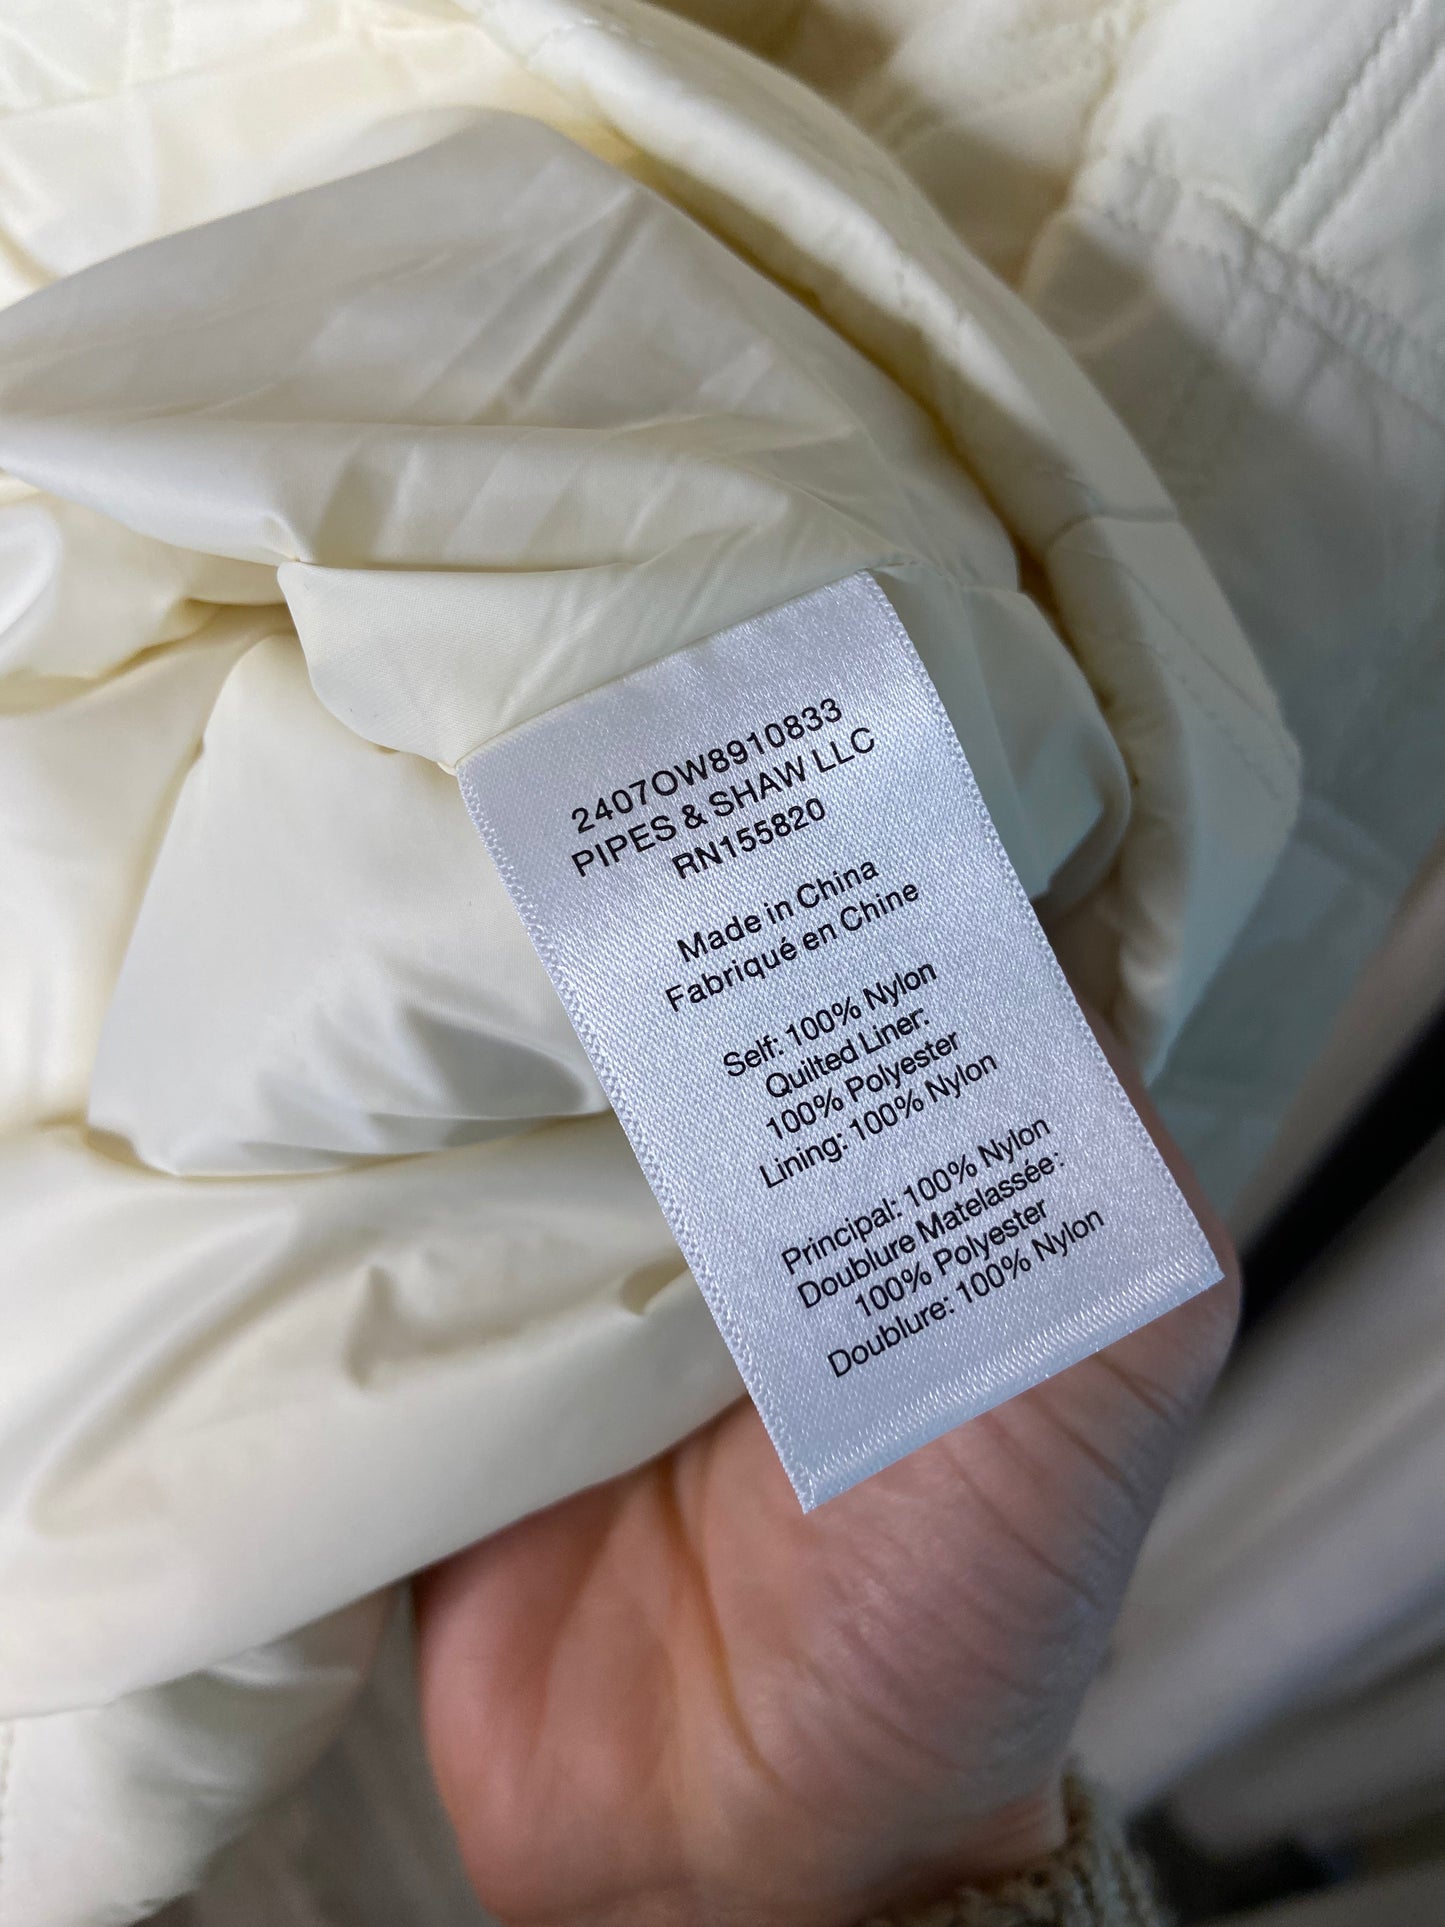 2407OW8910833
PIPES & SHAW LLC
RN155820
Made in China
Fabriqué en Chine
Self: 100% Nylon
Quilted Liner:
100% Polyester
Lining: 100% Nylon
Principal: 100% Nylon
Doublure Matelassée:
100% Polyester
Doublure: 100% Nylon